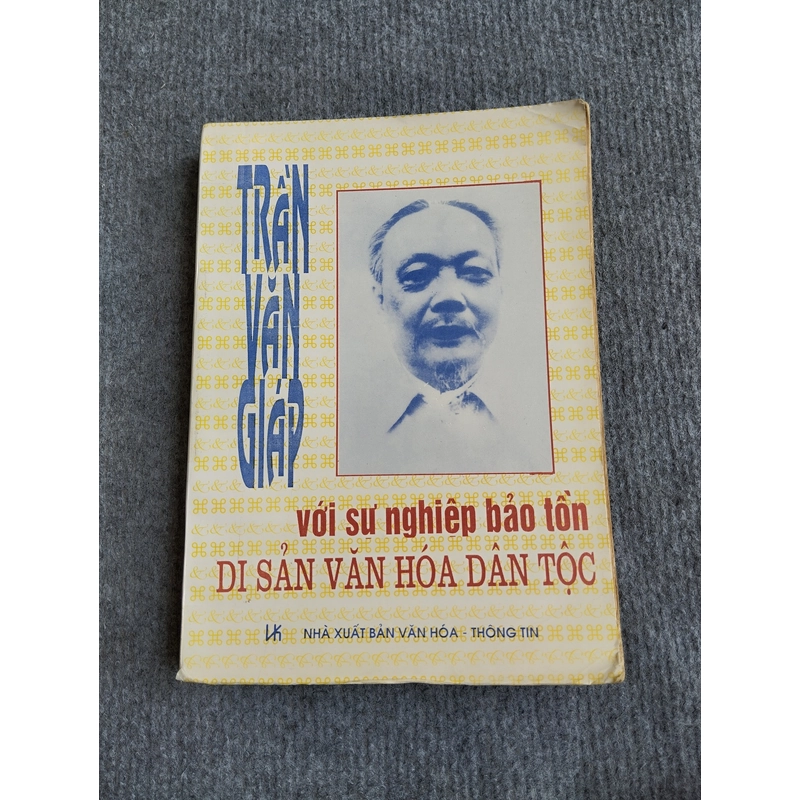 TRẦN
VĂN
GIÁP
với sự nghiệp bảo tồn
DI SẢN VĂN HÓA DÂN TỘC
NHÀ XUẤT BẢN VĂN HÓA - THÔNG TIN